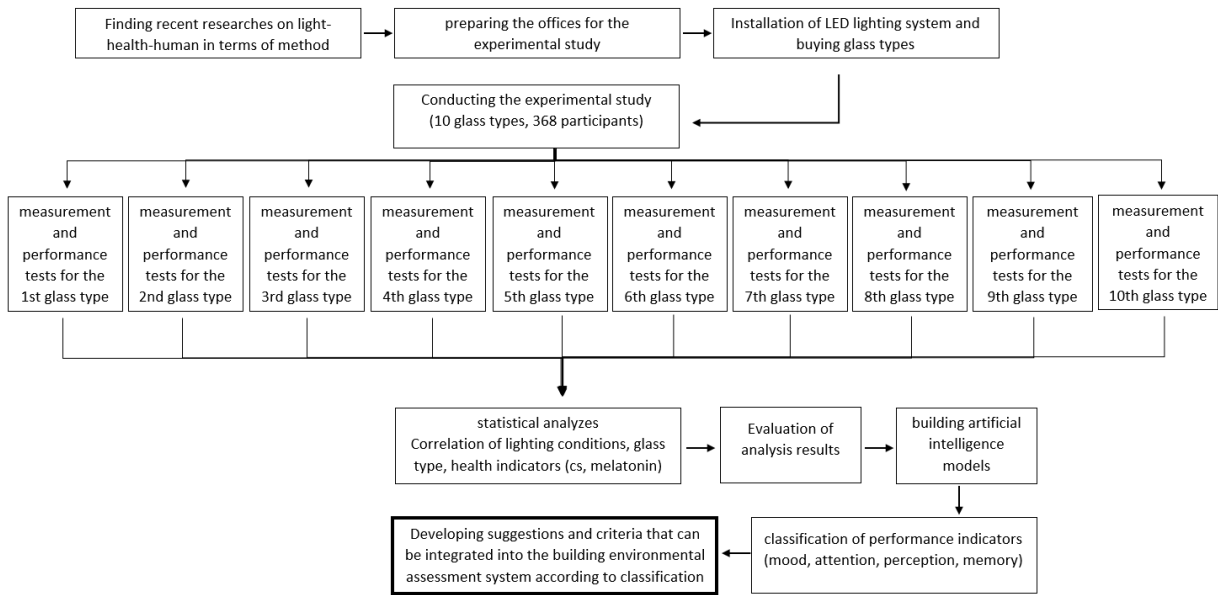 Finding recent researches on light-
health-human in terms of method
preparing the offices for the
experimental study
Installation of LED lighting system and
buying glass types
Conducting the experimental study
(10 glass types, 368 participants)
measurement
and
performance
tests for the
1st glass type
measurement
and
performance
tests for the
2nd glass type
measurement
and
performance
tests for the
3rd glass type
measurement
and
performance
tests for the
4th glass type
measurement
and
performance
tests for the
5th glass type
measurement
and
performance
tests for the
6th glass type
measurement
and
performance
tests for the
7th glass type
measurement
and
performance
tests for the
8th glass type
measurement
and
performance
tests for the
9th glass type
measurement
and
performance
tests for the
10th glass type
statistical analyzes
Correlation of lighting conditions, glass
type, health indicators (cs, melatonin)
Evaluation of
analysis results
building artificial
intelligence
models
classification of performance indicators
(mood, attention, perception, memory)
Developing suggestions and criteria that can
be integrated into the building environmental
assessment system according to classification